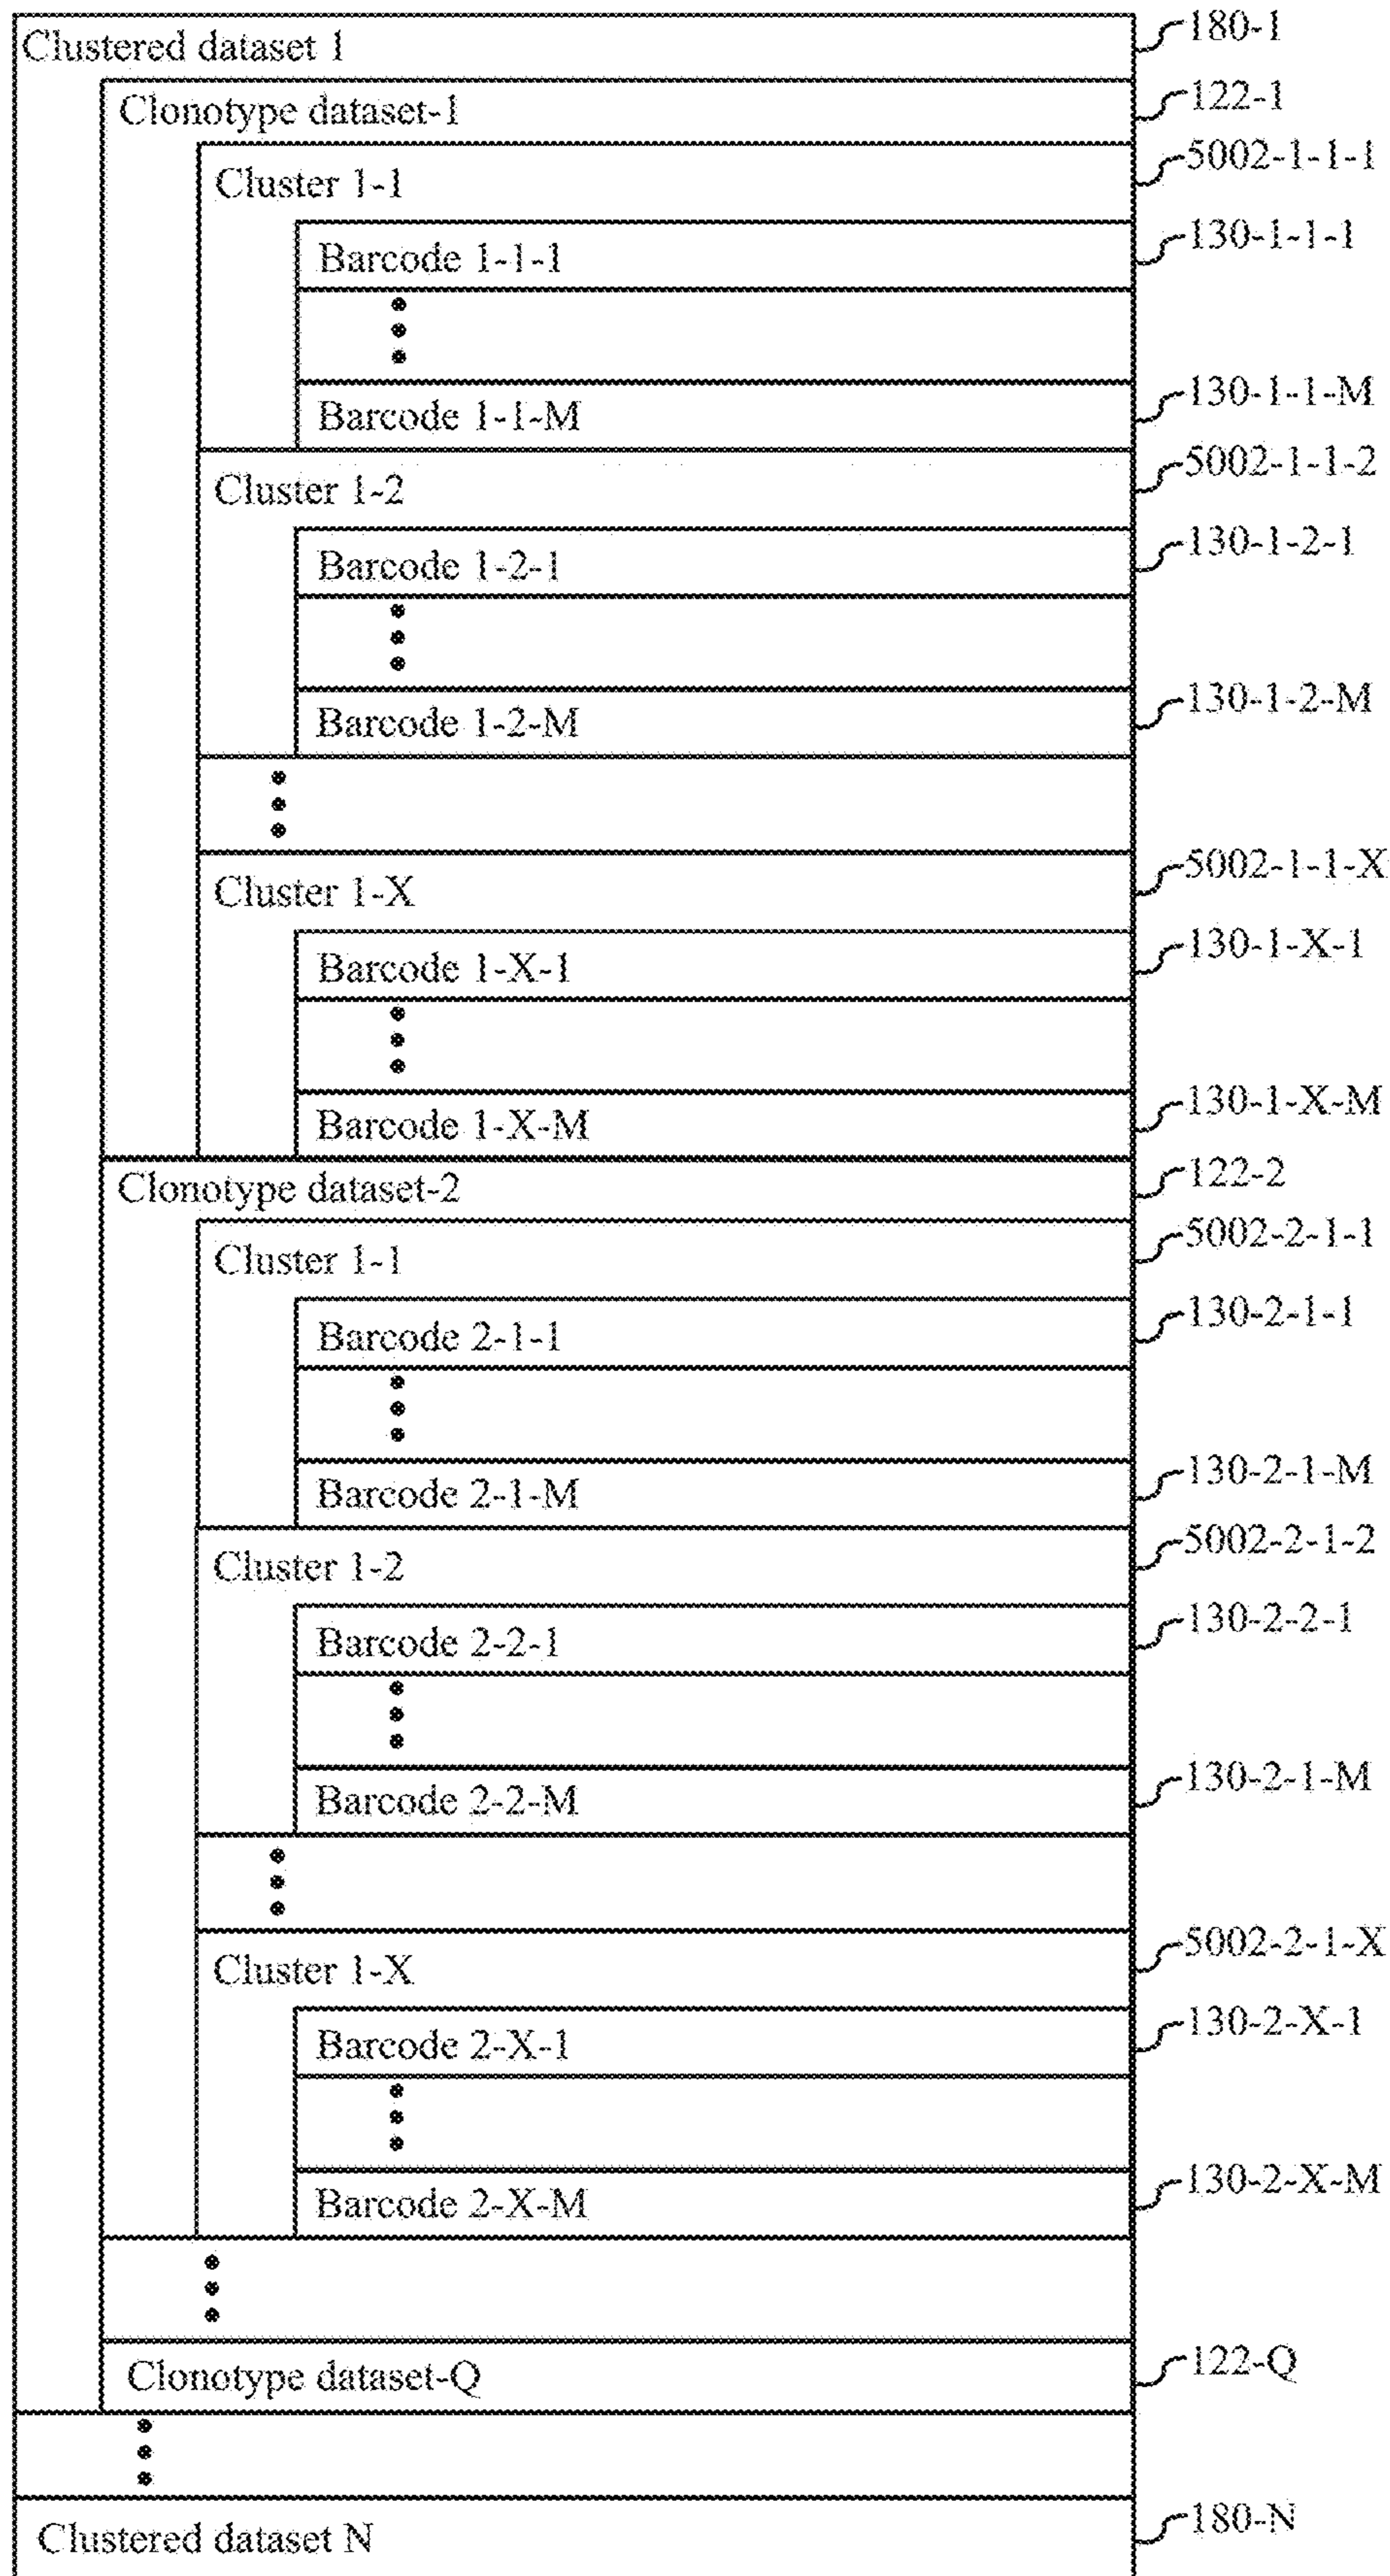 Clustered dataset 1
180-1
Clonotype dataset-1
122-1
Cluster 1-1
5002-1-1-1
Barcode 1-1-1
130-1-1-1
Barcode 1-1-M
130-1-1-M
Cluster 1-2
5002-1-1-2
Barcode 1-2-1
130-1-2-1
Barcode 1-2-M
130-1-2-M
Cluster 1-X
5002-1-1-X
Barcode 1-X-1
130-1-X-1
Barcode 1-X-M
130-1-X-M
Clonotype dataset-2
122-2
Cluster 1-1
5002-2-1-1
Barcode 2-1-1
130-2-1-1
Barcode 2-1-M
130-2-1-M
Cluster 1-2
5002-2-1-2
Barcode 2-2-1
130-2-2-1
Barcode 2-2-M
130-2-1-M
Cluster 1-X
5002-2-1-X
Barcode 2-X-1
130-2-X-1
Barcode 2-X-M
130-2-X-M
Clonotype dataset-Q
122-Q
Clustered dataset N
180-N